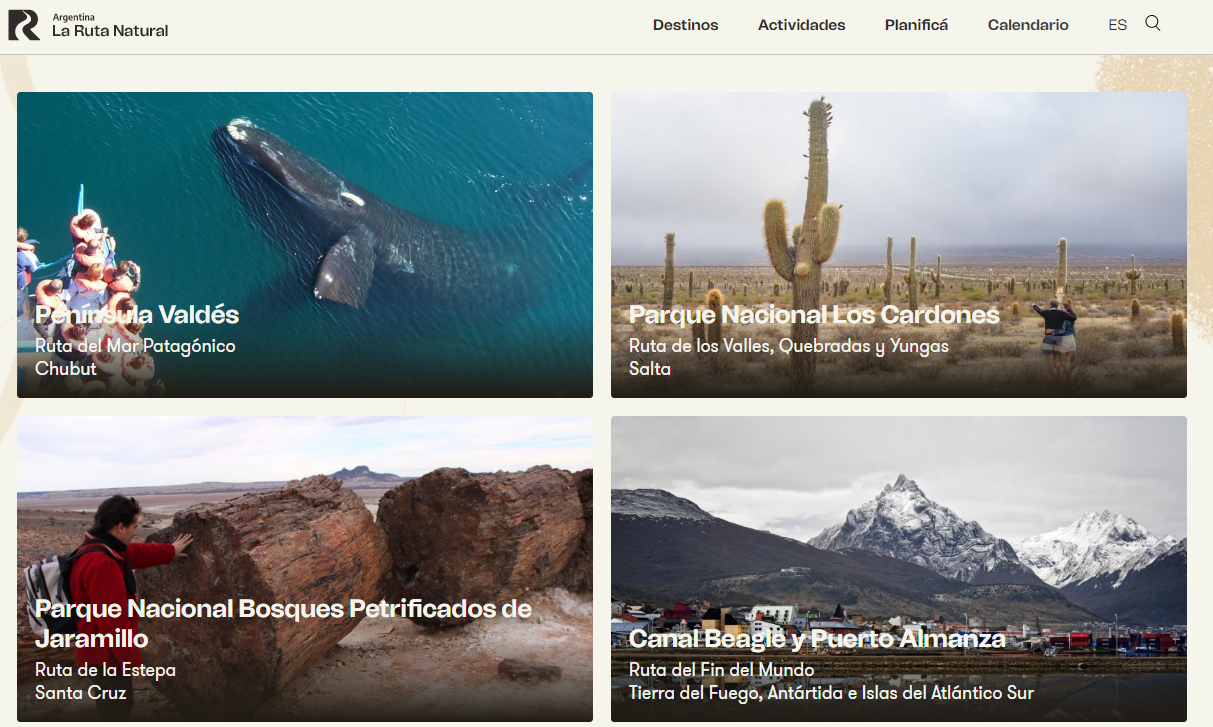 Argentina
La Ruta Natural
Destinos
Actividades
Planificá
Calendario
ES
Península Valdés
Ruta del Mar Patagónico
Chubut
Parque Nacional Los Cardones
Ruta de los Valles, Quebradas y Yungas
Salta
Parque Nacional Bosques Petrificados de
Jaramillo
Ruta de la Estepa
Santa Cruz
Canal Beagle y Puerto Almanza
Ruta del Fin del Mundo
Tierra del Fuego, Antártida e Islas del Atlántico Sur